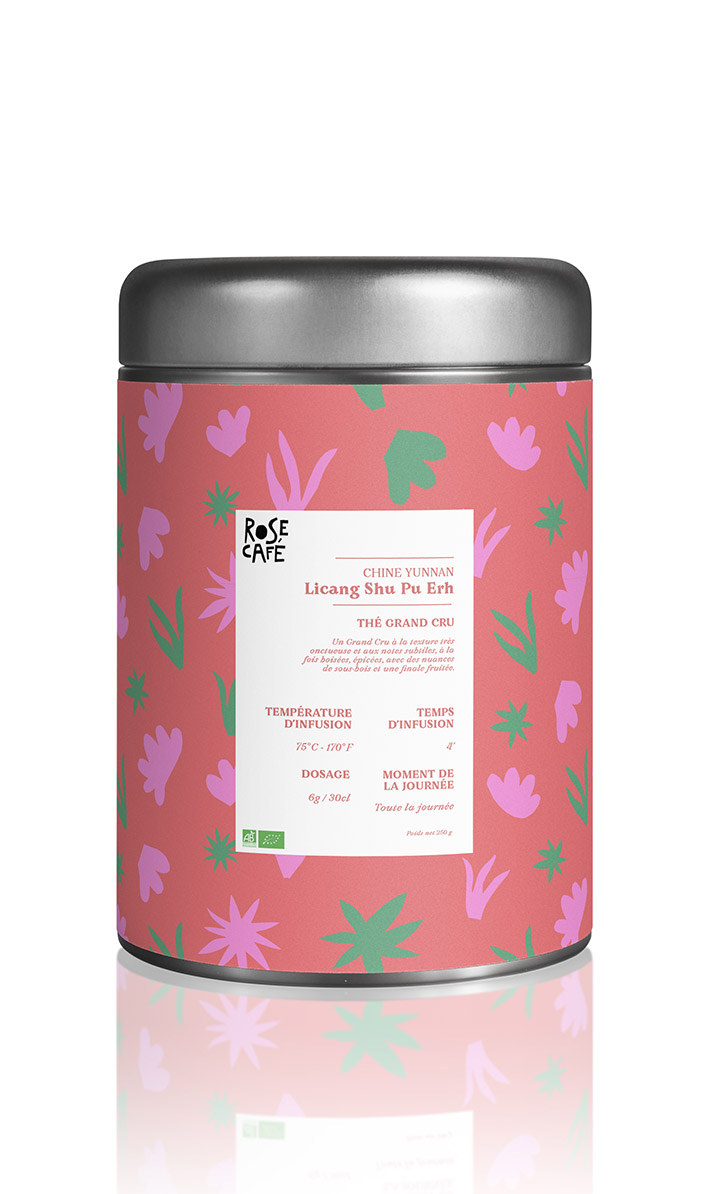 ROSE
CAFÉ
CHINE YUNNAN
Licang Shu Pu Erh
THÉ GRAND CRU
Un Grand Cru à la texture très
onctueuse et aux notes subtiles, à la
fois boisées, épicées, avec des nuances
de sous-bois et une finale fruitée.
TEMPÉRATURE
D'INFUSION
75°C - 170°F
TEMPS
D'INFUSION
4'
DOSAGE
6g / 30cl
MOMENT DE
LA JOURNÉE
Toute la journée
Poids net 250 g
AB